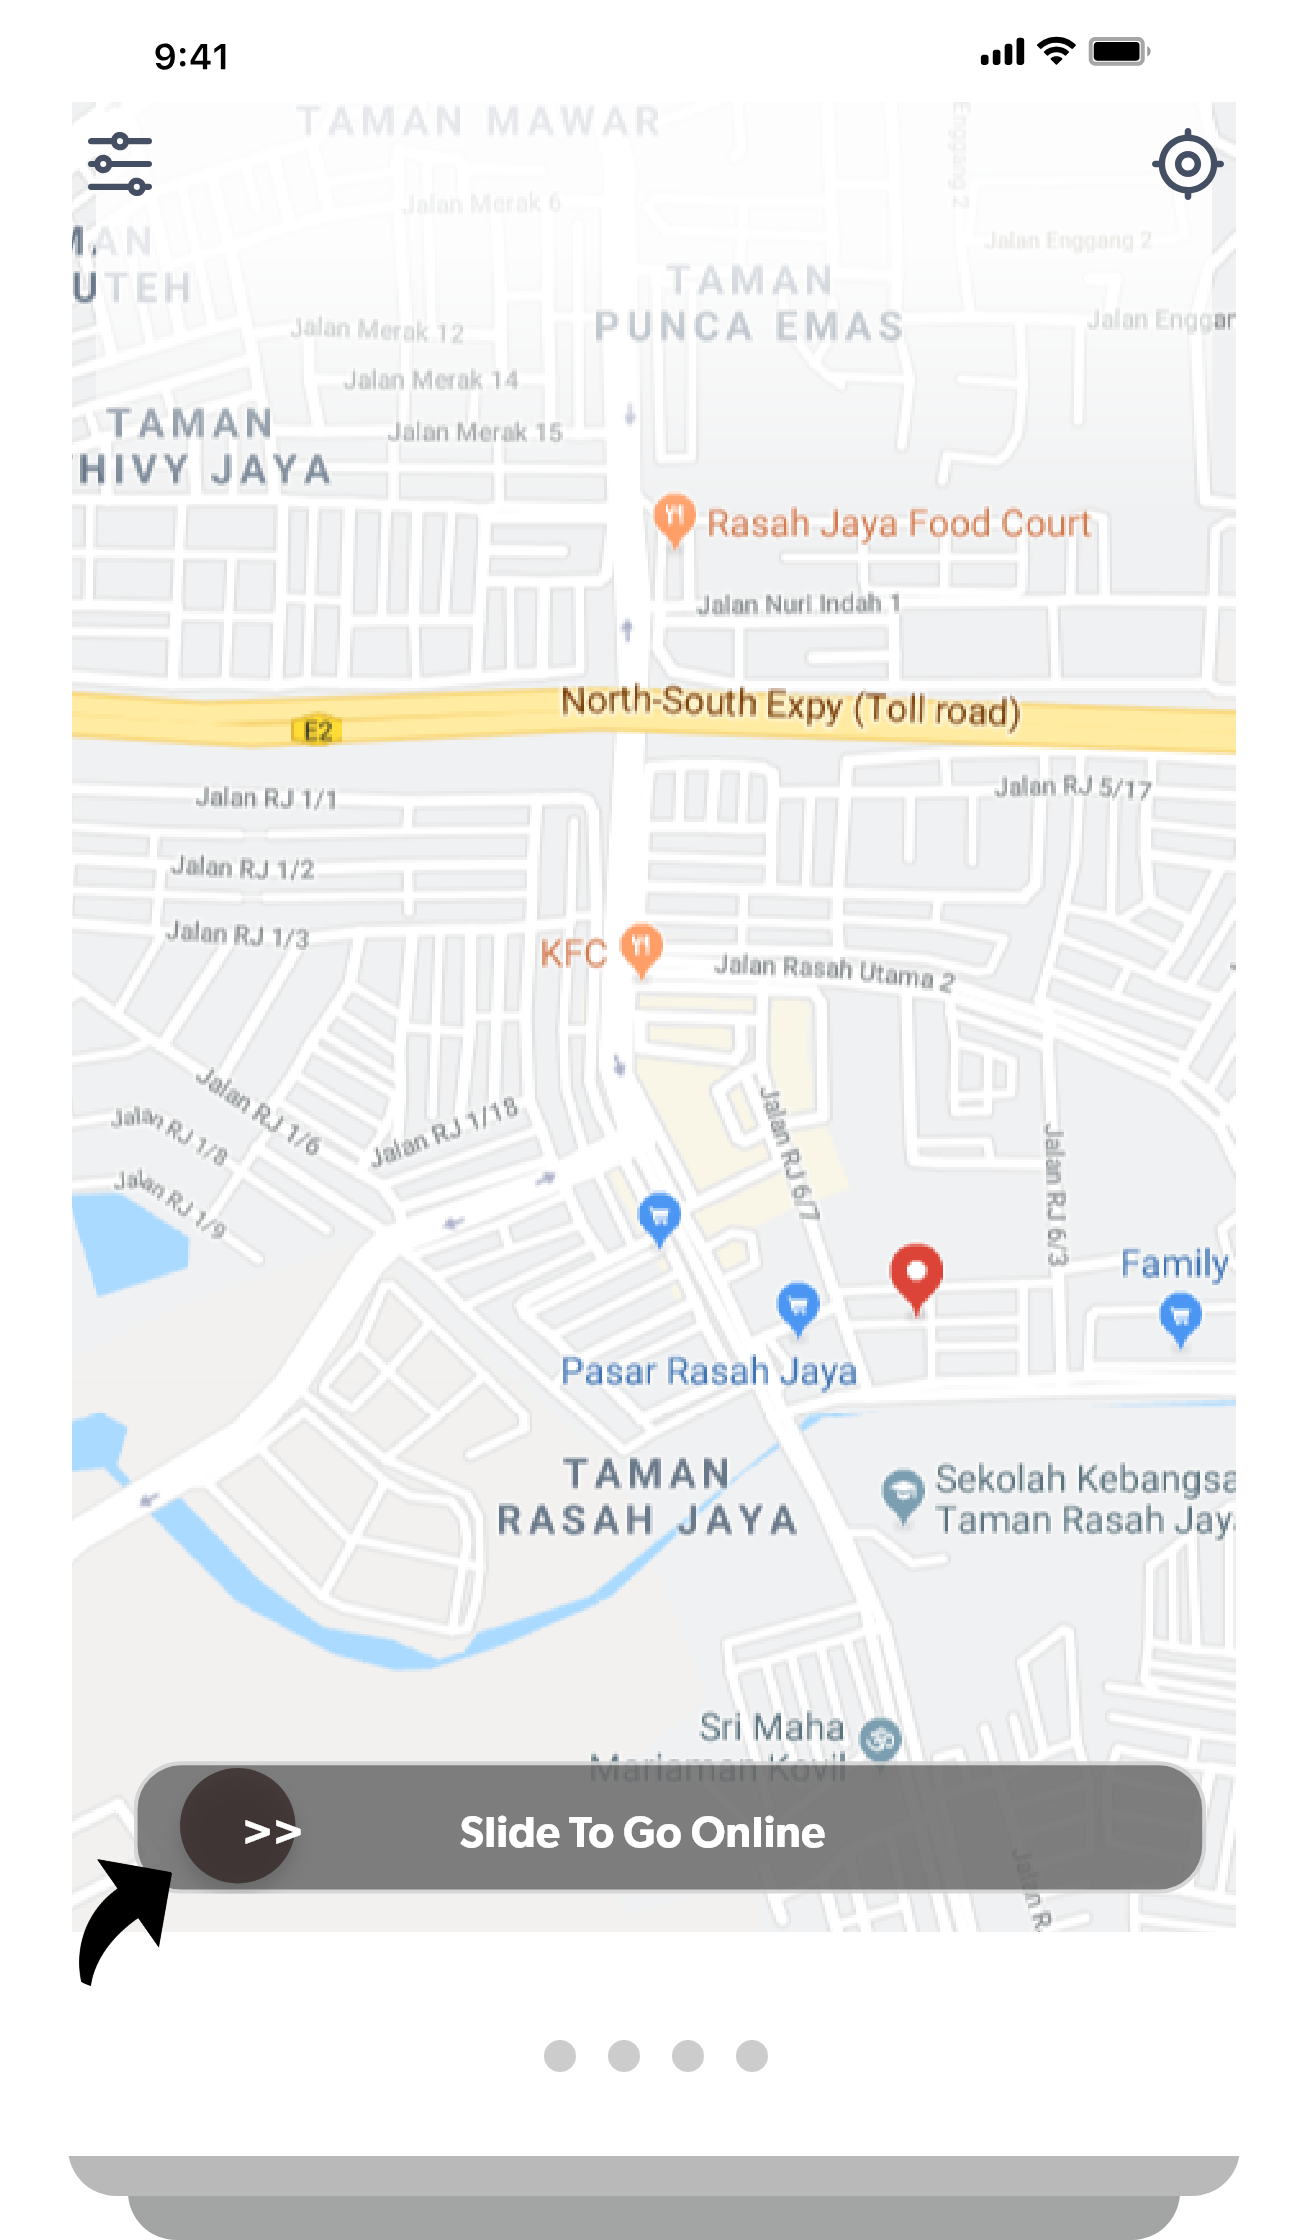 9:41
TAMAN MAWAR
Enggang 2
Jalan Merak 6
Jalan Enggang 2
TAMAN
PUNCA EMAS
UTEH
Jalan Merak 12
Jalan Enggar
Jalan Merak 14
TAMAN
HIVY JAYA
Jalan Merak 15
Rasah Jaya Food Court
Jalan Nuri Indah 1
North-South Expy (Toll road)
E2
Jalan RJ 5/17
Jalan RJ 1/1
Jalan RJ 1/2
Jalan RJ 1/3
KFC
Jalan Rasah Utama 2
Jalan RJ 1/6
Jalan RJ 1/8
Jalan RJ 1/18
Jalan RJ 6/7
Jalan RJ 6/3
Jalan RJ 1/9
Family
Pasar Rasah Jaya
TAMAN
RASAH JAYA
Sekolah Kebangsa
Taman Rasah Jay
Sri Maha
Mariaman Kovil
>> Slide To Go Online
Jalan R